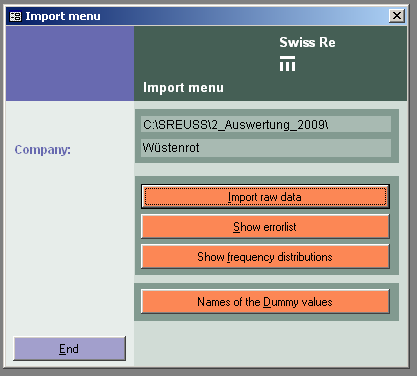 Import menu
Swiss Re
Import menu
C:\SREUSS\2_Auswertung_2009\
Company:
Wüstenrot
Import raw data
Show errorlist
Show frequency distributions
Names of the Dummy values
End